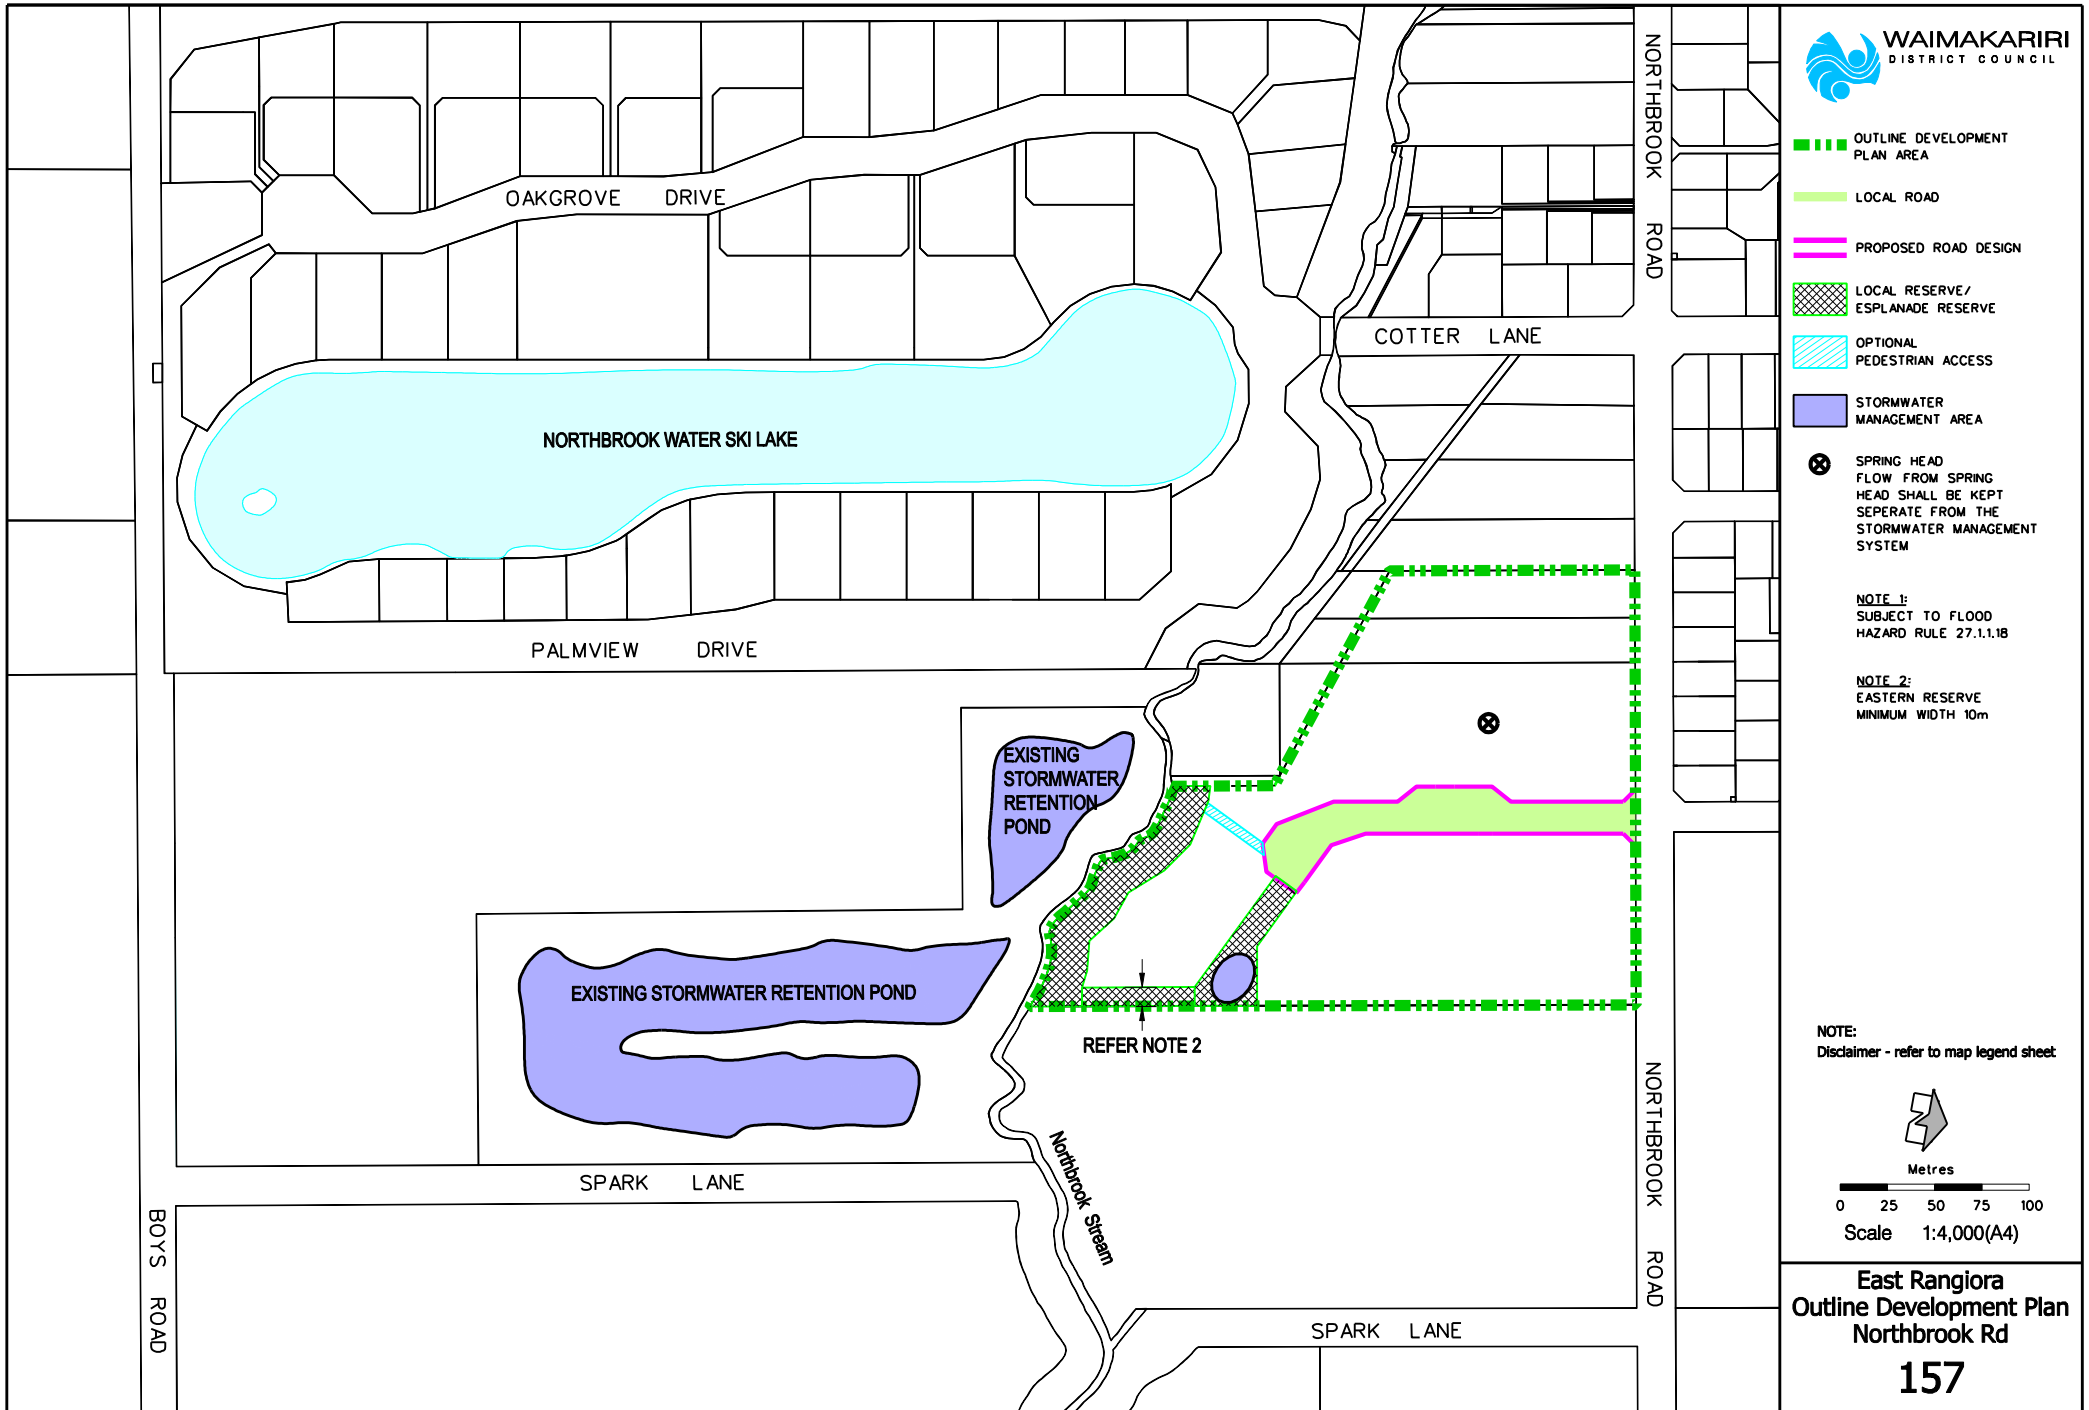 OAKGROVE DRIVE
NORTHBROOK ROAD
COTTER LANE
NORTHBROOK WATER SKI LAKE
PALMVIEW DRIVE
EXISTING
STORMWATER
RETENTION
POND
EXISTING STORMWATER RETENTION POND
REFER NOTE 2
SPARK LANE
Northbrook Stream
BOYS ROAD
NORTHBROOK ROAD
SPARK LANE
WAIMAKARIRI
DISTRICT COUNCIL
OUTLINE DEVELOPMENT
PLAN AREA
LOCAL ROAD
PROPOSED ROAD DESIGN
LOCAL RESERVE/
ESPLANADE RESERVE
OPTIONAL
PEDESTRIAN ACCESS
STORMWATER
MANAGEMENT AREA
SPRING HEAD
FLOW FROM SPRING
HEAD SHALL BE KEPT
SEPERATE FROM THE
STORMWATER MANAGEMENT
SYSTEM
NOTE 1:
SUBJECT TO FLOOD
HAZARD RULE 27.1.1.18
NOTE 2:
EASTERN RESERVE
MINIMUM WIDTH 10m
NOTE:
Disclaimer - refer to map legend sheet
Metres
0 25 50 75 100
Scale 1:4,000(A4)
East Rangiora
Outline Development Plan
Northbrook Rd
157